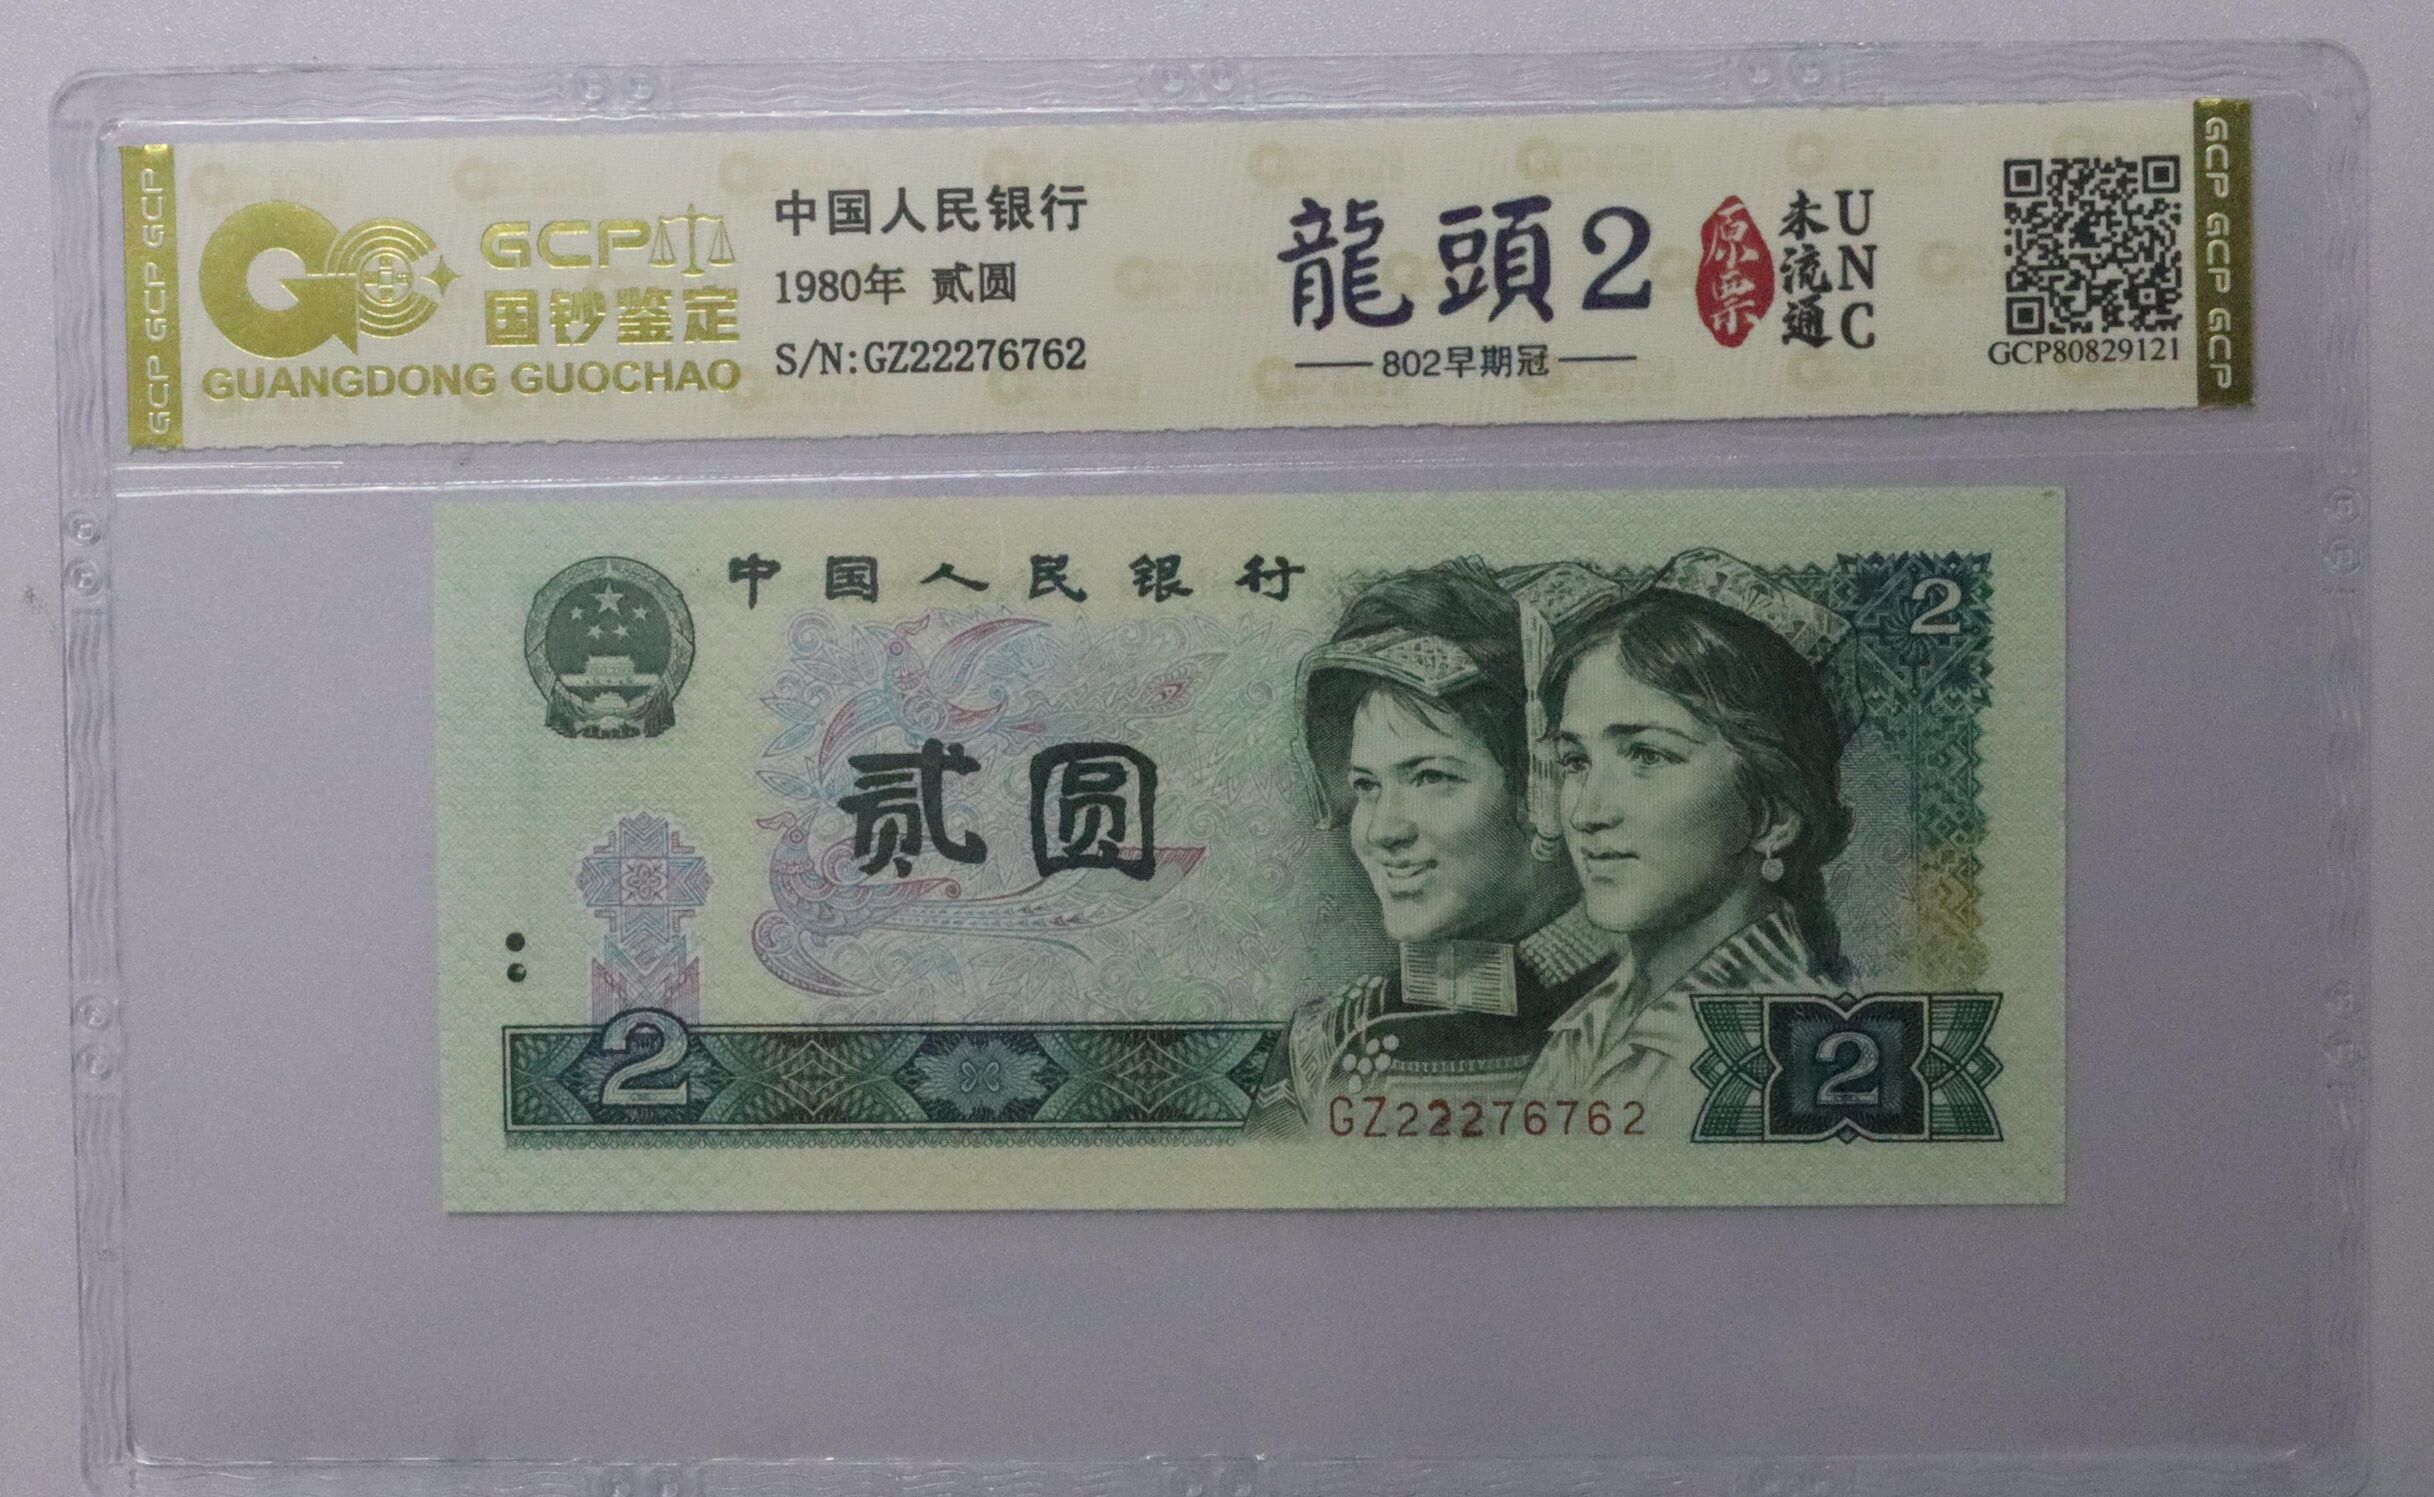 GCP GCP GCP
GCP
国钞鉴定
GUANGDONG GUOCHAO
中国人民银行
1980年 贰圆
S/N:GZ22276762
龍頭2
802早期冠
原票
未流通
UNC
GCP80829121
GCP GCP GCP
中国人民银行
2
贰圆
2
2
GZ22276762